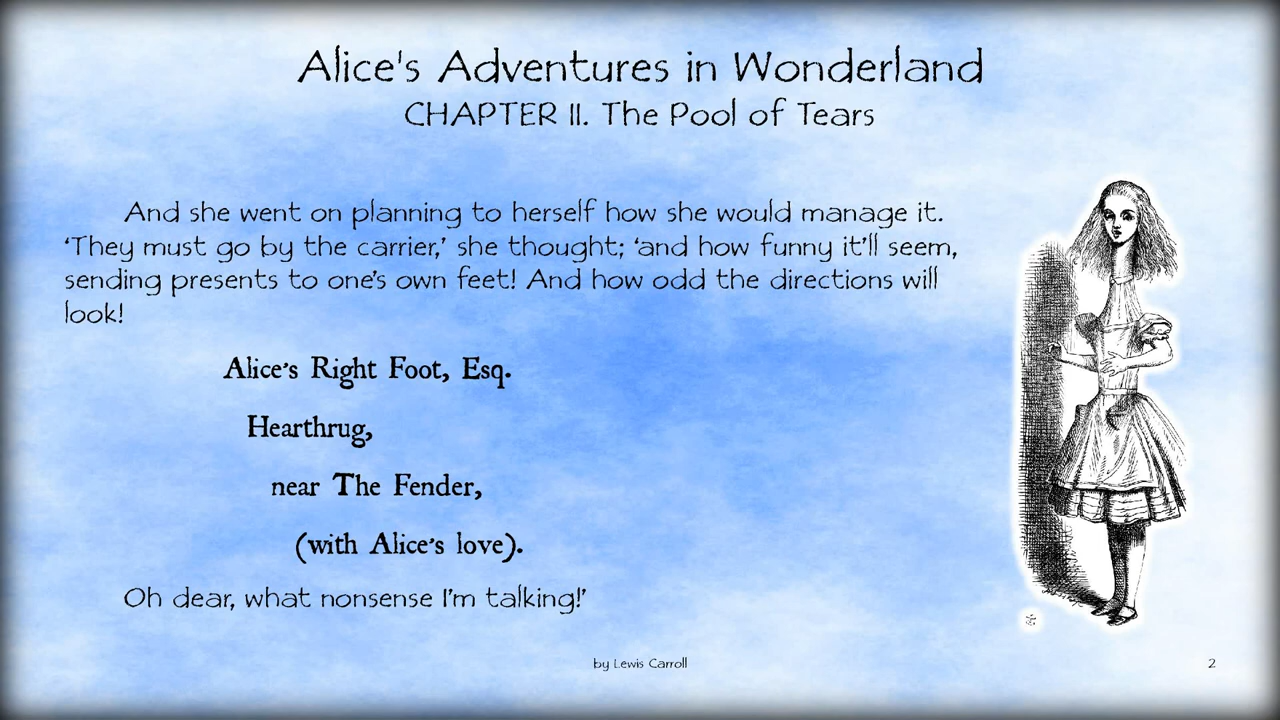 Alice's Adventures in Wonderland
CHAPTER II. The Pool of Tears
And she went on planning to herself how she would manage it.
‘They must go by the carrier,’ she thought; ‘and how funny it’ll seem,
sending presents to one’s own feet! And how odd the directions will
look!
Alice’s Right Foot, Esq.
Hearthrug,
near The Fender,
(with Alice’s love).
Oh dear, what nonsense I’m talking!’
by Lewis Carroll
2